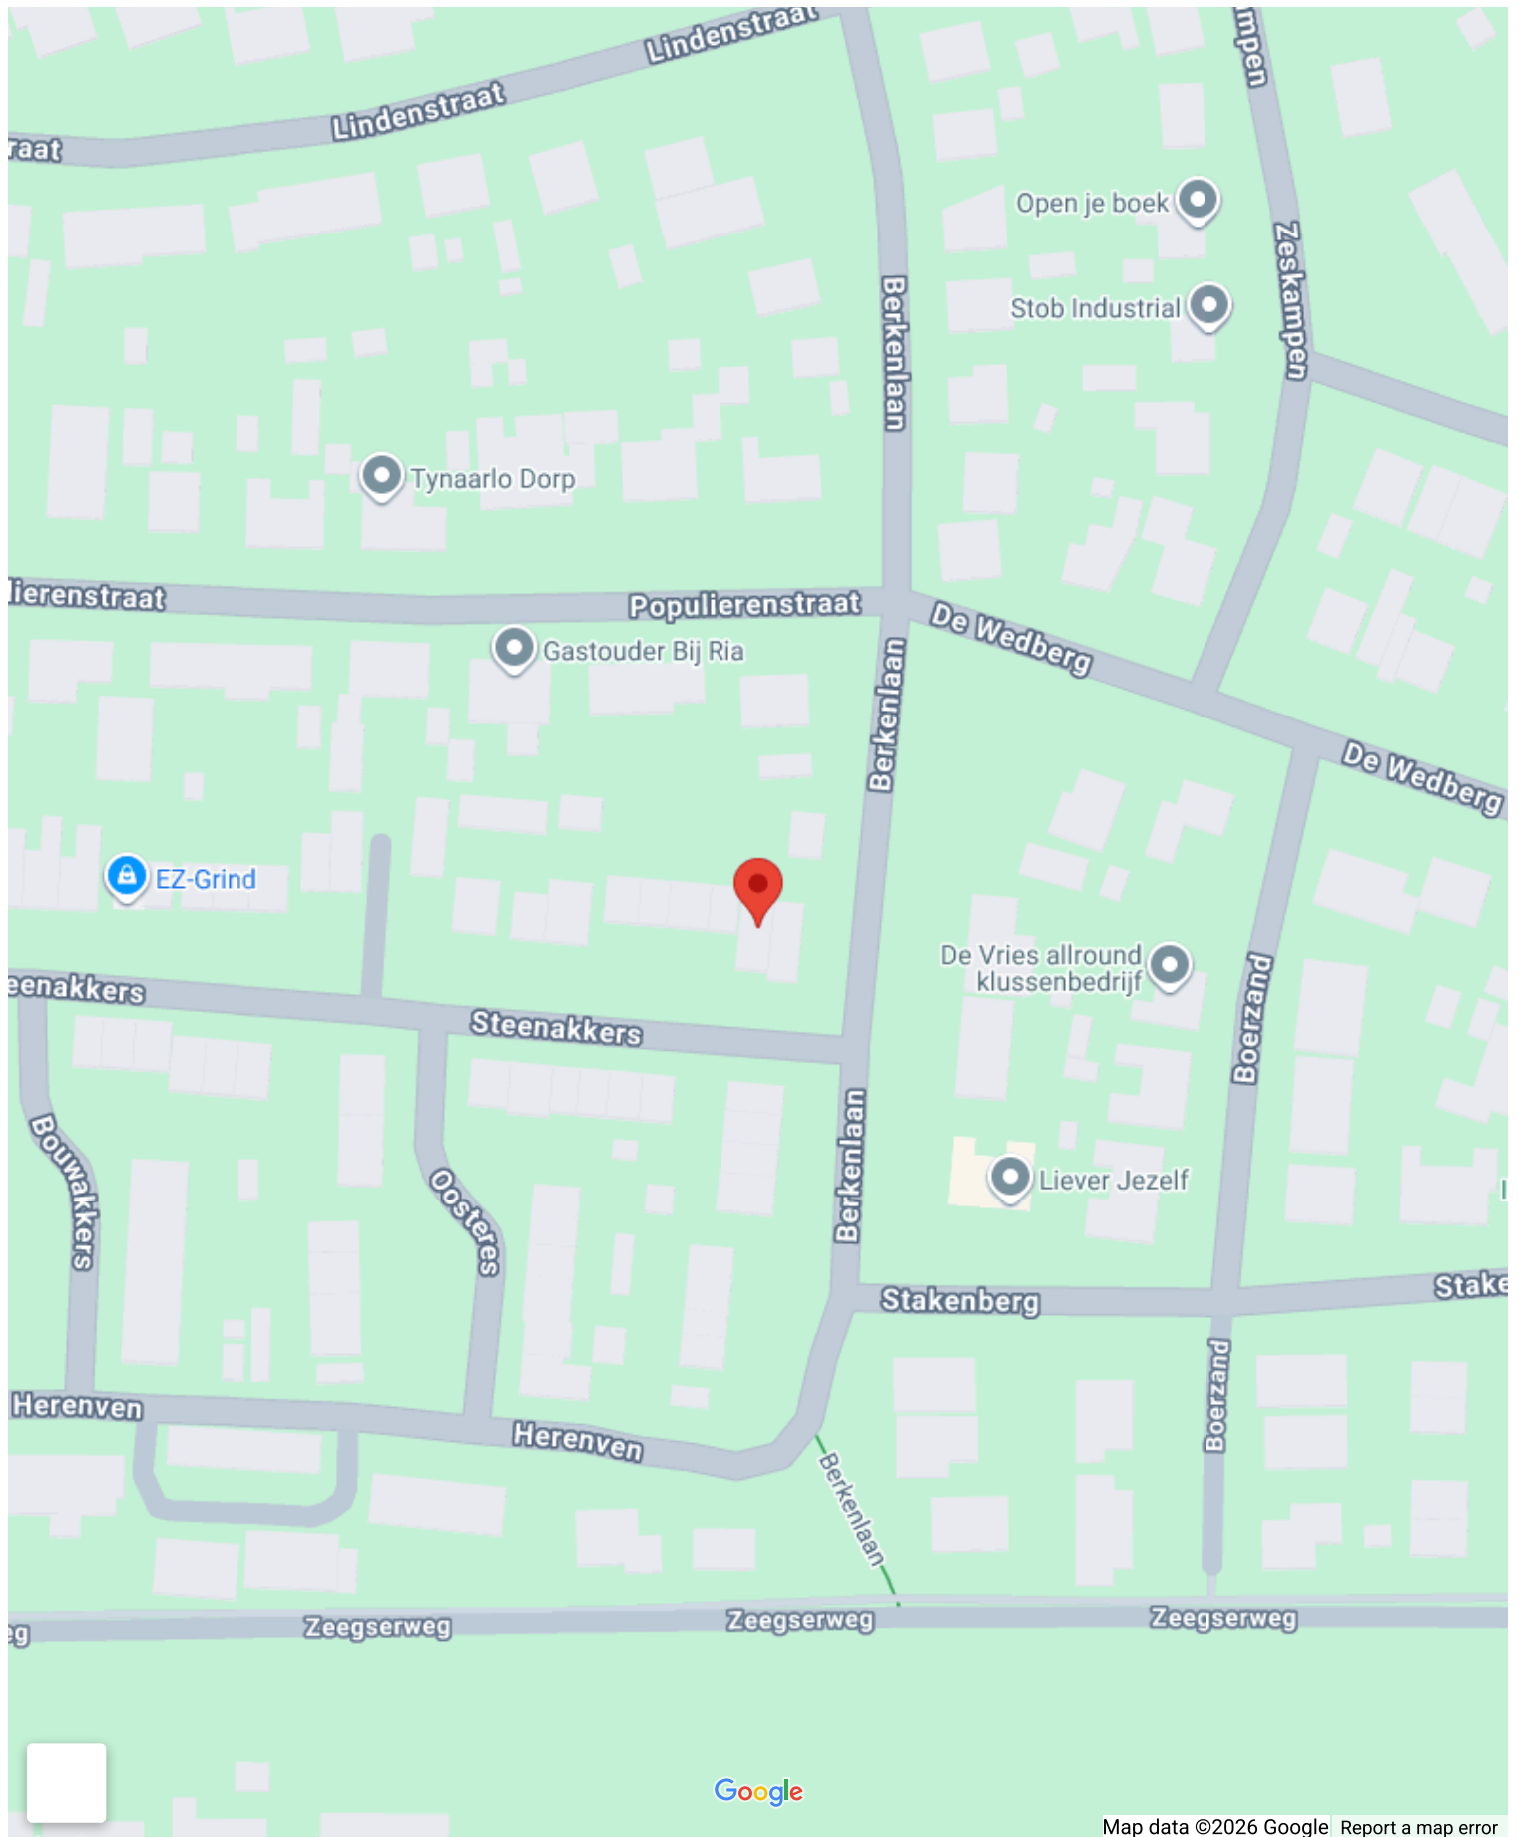 Lindenstraat
Lindenstraat
raat
mpen
Open je boek
Zeskampen
Stob Industrial
Berkenlaan
Tynaarlo Dorp
lierenstraat
Populierenstraat
De Wedberg
Gastouder Bij Ria
Berkenlaan
De Wedberg
EZ-Grind
De Vries allround
klussenbedrijf
eenakkers
Steenakkers
Boerzand
Bouwakkers
Oosteres
Berkenlaan
Liever Jezelf
Stakenberg
Stake
Herenven
Herenven
Boerzand
Berkenlaan
eg
Zeegserweg
Zeegserweg
Zeegserweg
Google
Map data ©2026 Google
Report a map error